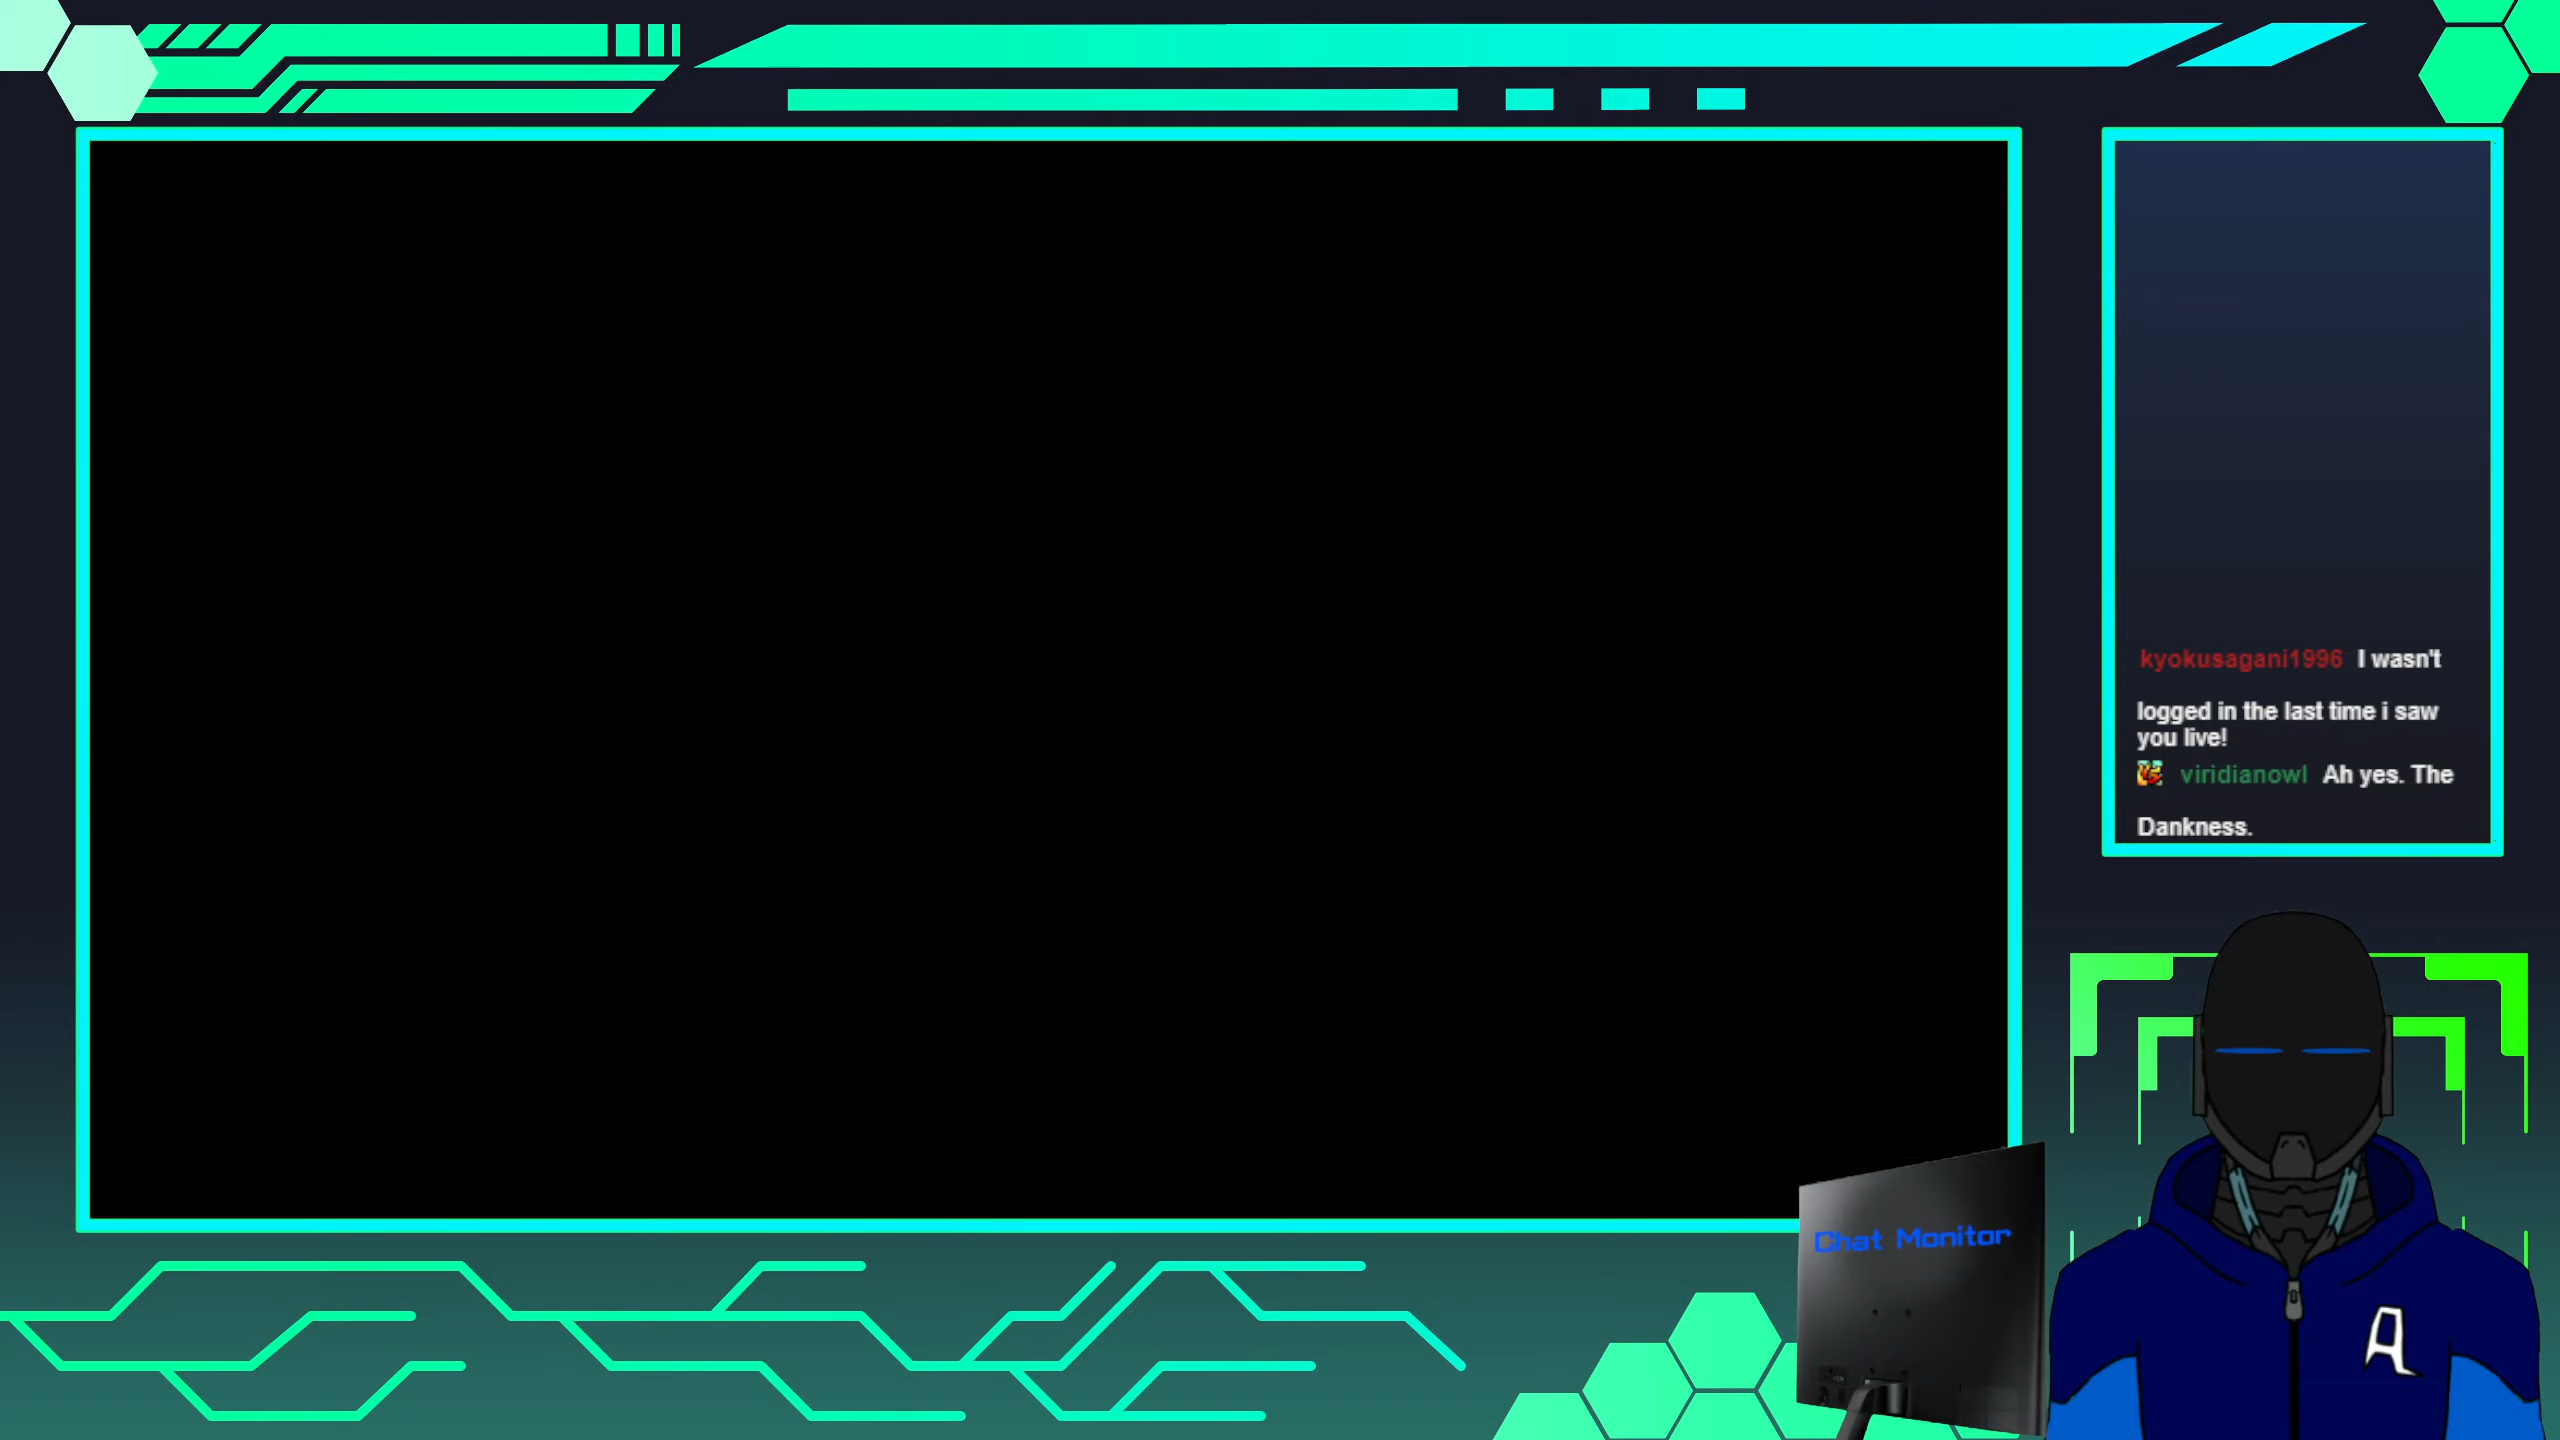 kyokusagani1996 I wasn't
logged in the last time i saw
you live!
viridianowl Ah yes. The
Dankness.
Chat Monitor